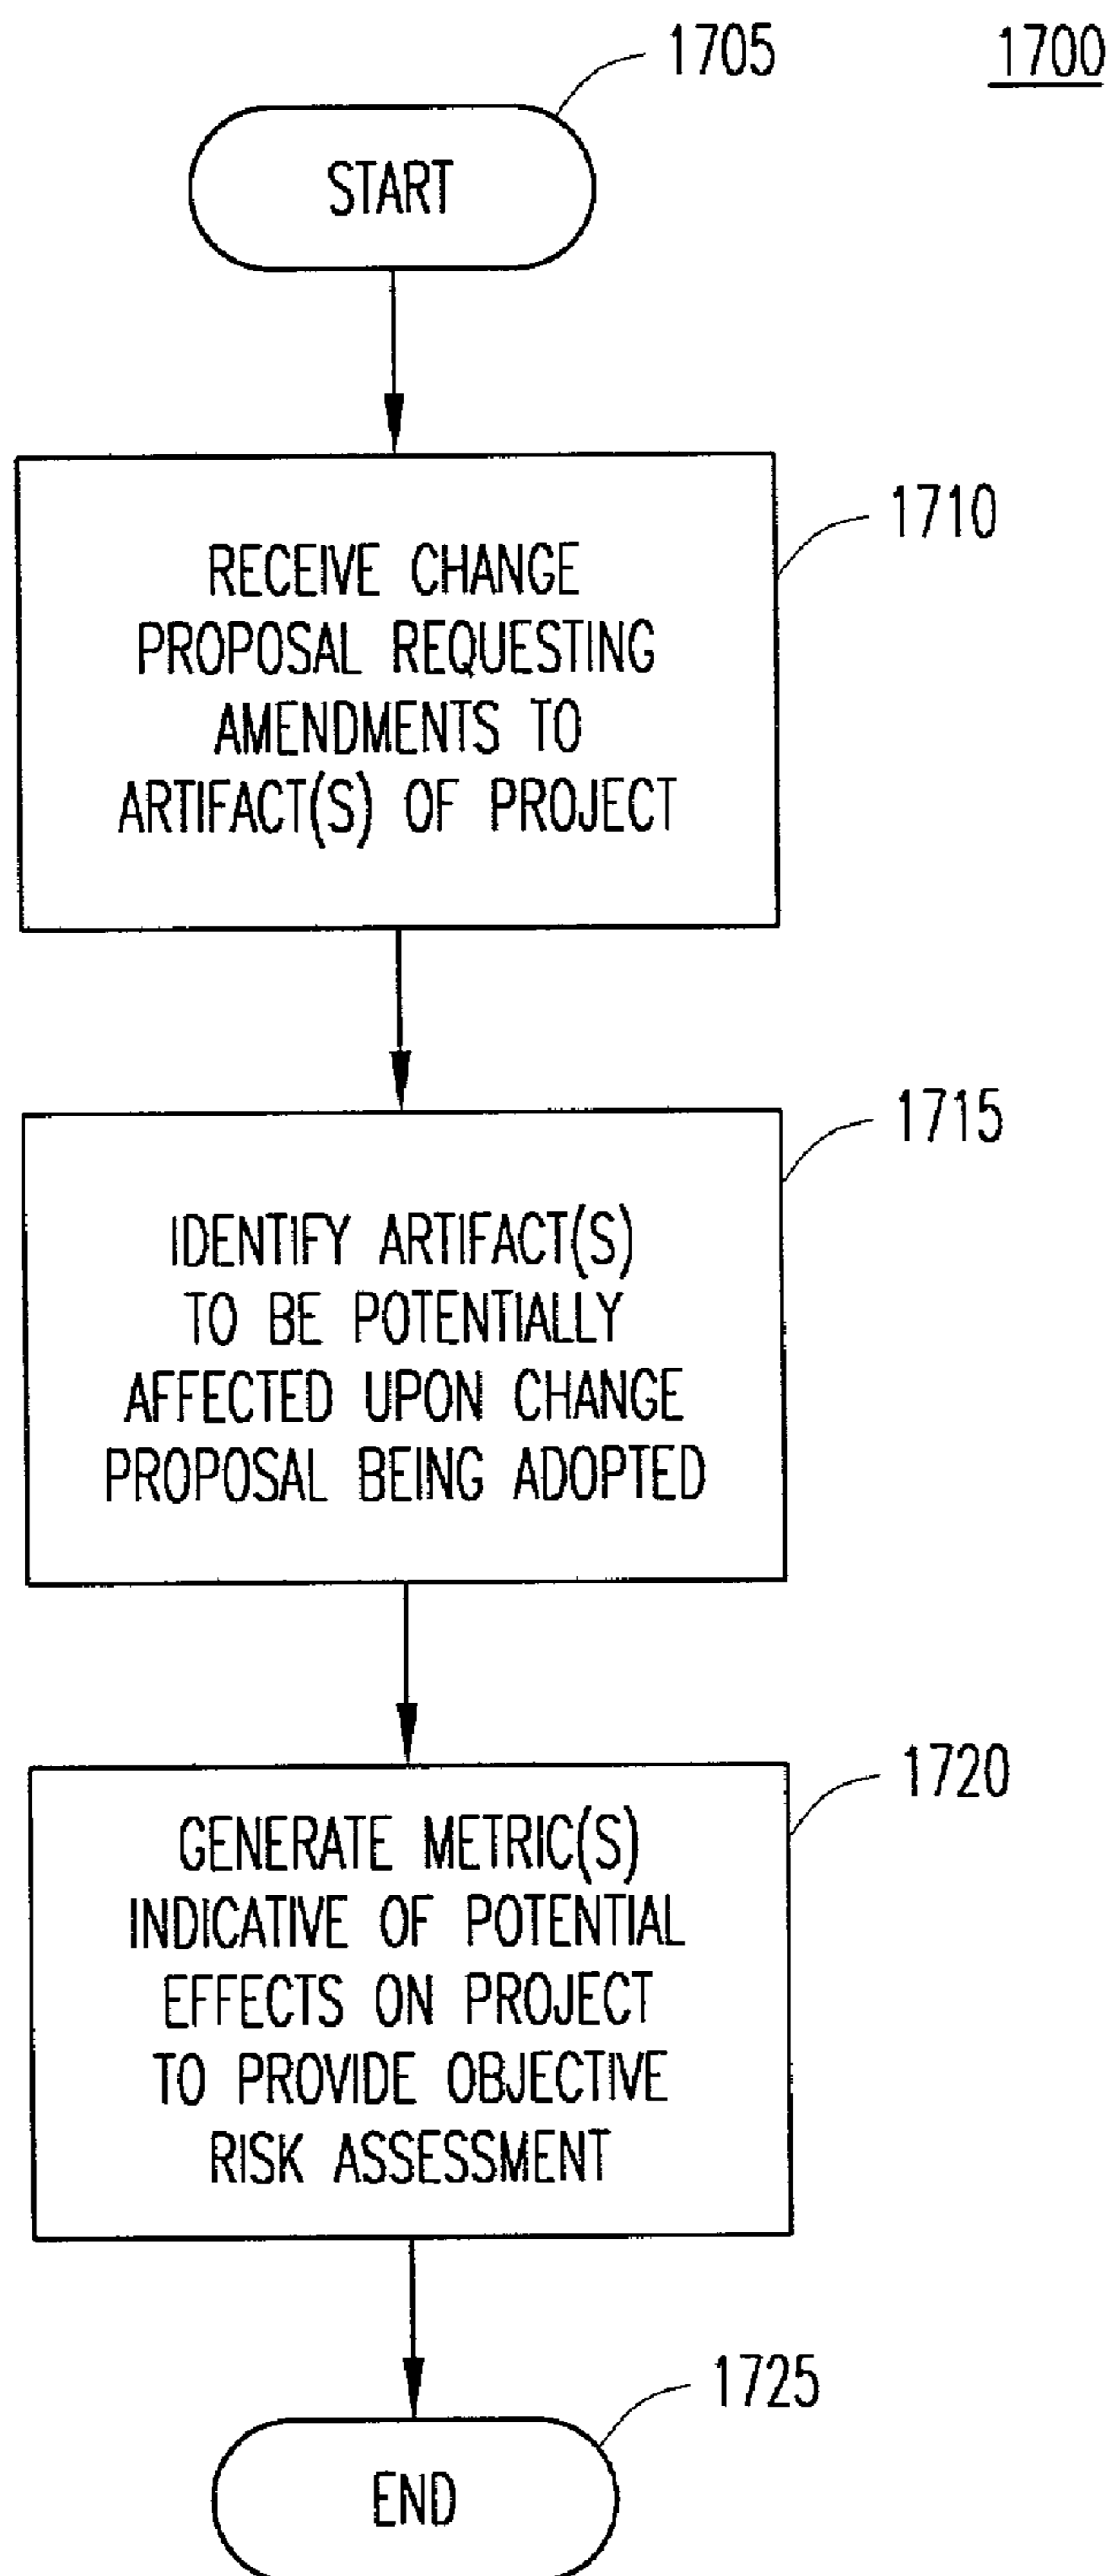 1705
1700
START
1710
RECEIVE CHANGE
PROPOSAL REQUESTING
AMENDMENTS TO
ARTIFACT(S) OF PROJECT
1715
IDENTIFY ARTIFACT(S)
TO BE POTENTIALLY
AFFECTED UPON CHANGE
PROPOSAL BEING ADOPTED
1720
GENERATE METRIC(S)
INDICATIVE OF POTENTIAL
EFFECTS ON PROJECT
TO PROVIDE OBJECTIVE
RISK ASSESSMENT
1725
END